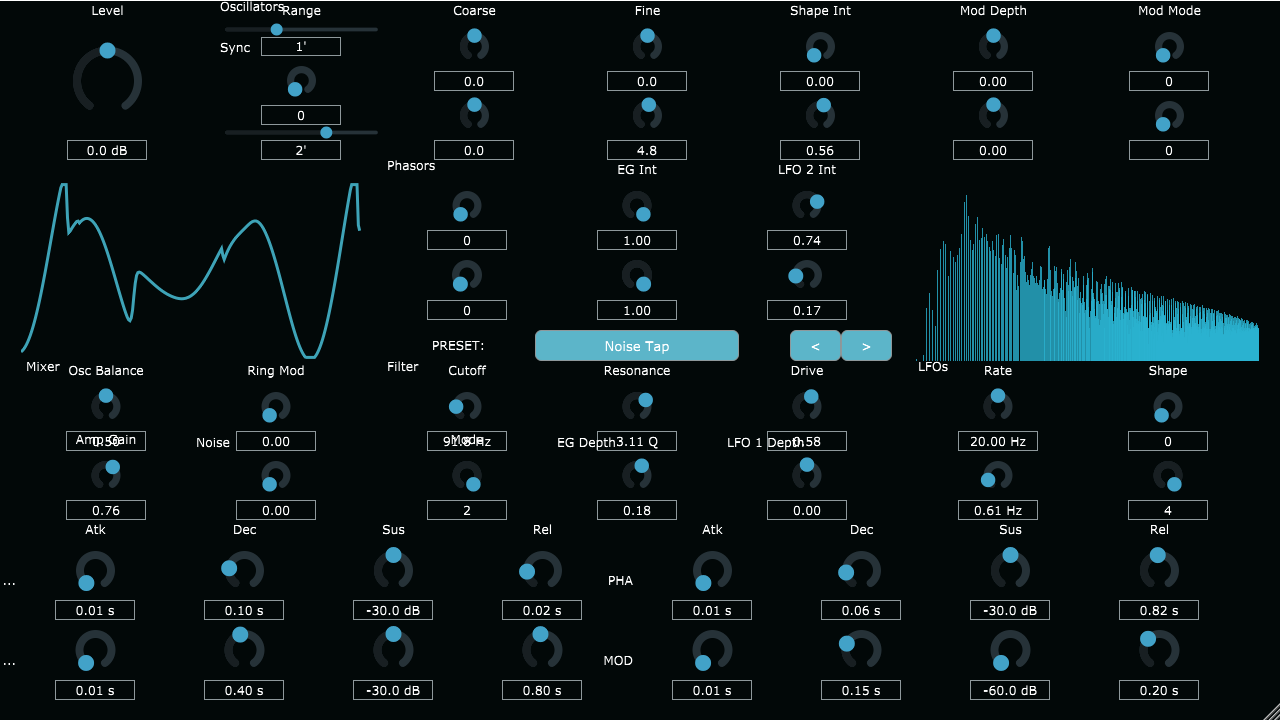 Level
Oscillators
Range
Coarse
Fine
Shape Int
Mod Depth
Mod Mode
Sync
1'
0.0
0.0
0.00
0.00
0
0
0.0 dB
2'
0.0
4.8
0.56
0.00
0
Phasors
EG Int
LFO 2 Int
0
1.00
0.74
0
1.00
0.17
PRESET:
Noise Tap
<
>
Mixer
Osc Balance
Ring Mod
Filter
Cutoff
Resonance
Drive
LFOs
Rate
Shape
0.50
0.00
3.11 Q
0.58
20.00 Hz
0
Amp Gain
Noise
Mode
EG Depth
LFO 1 Depth
0.76
0.00
2
0.18
0.00
0.61 Hz
4
Atk
Dec
Sus
Rel
Atk
Dec
Sus
Rel
...
PHA
0.01 s
0.10 s
-30.0 dB
0.02 s
0.01 s
0.06 s
-30.0 dB
0.82 s
...
MOD
0.01 s
0.40 s
-30.0 dB
0.80 s
0.01 s
0.15 s
-60.0 dB
0.20 s